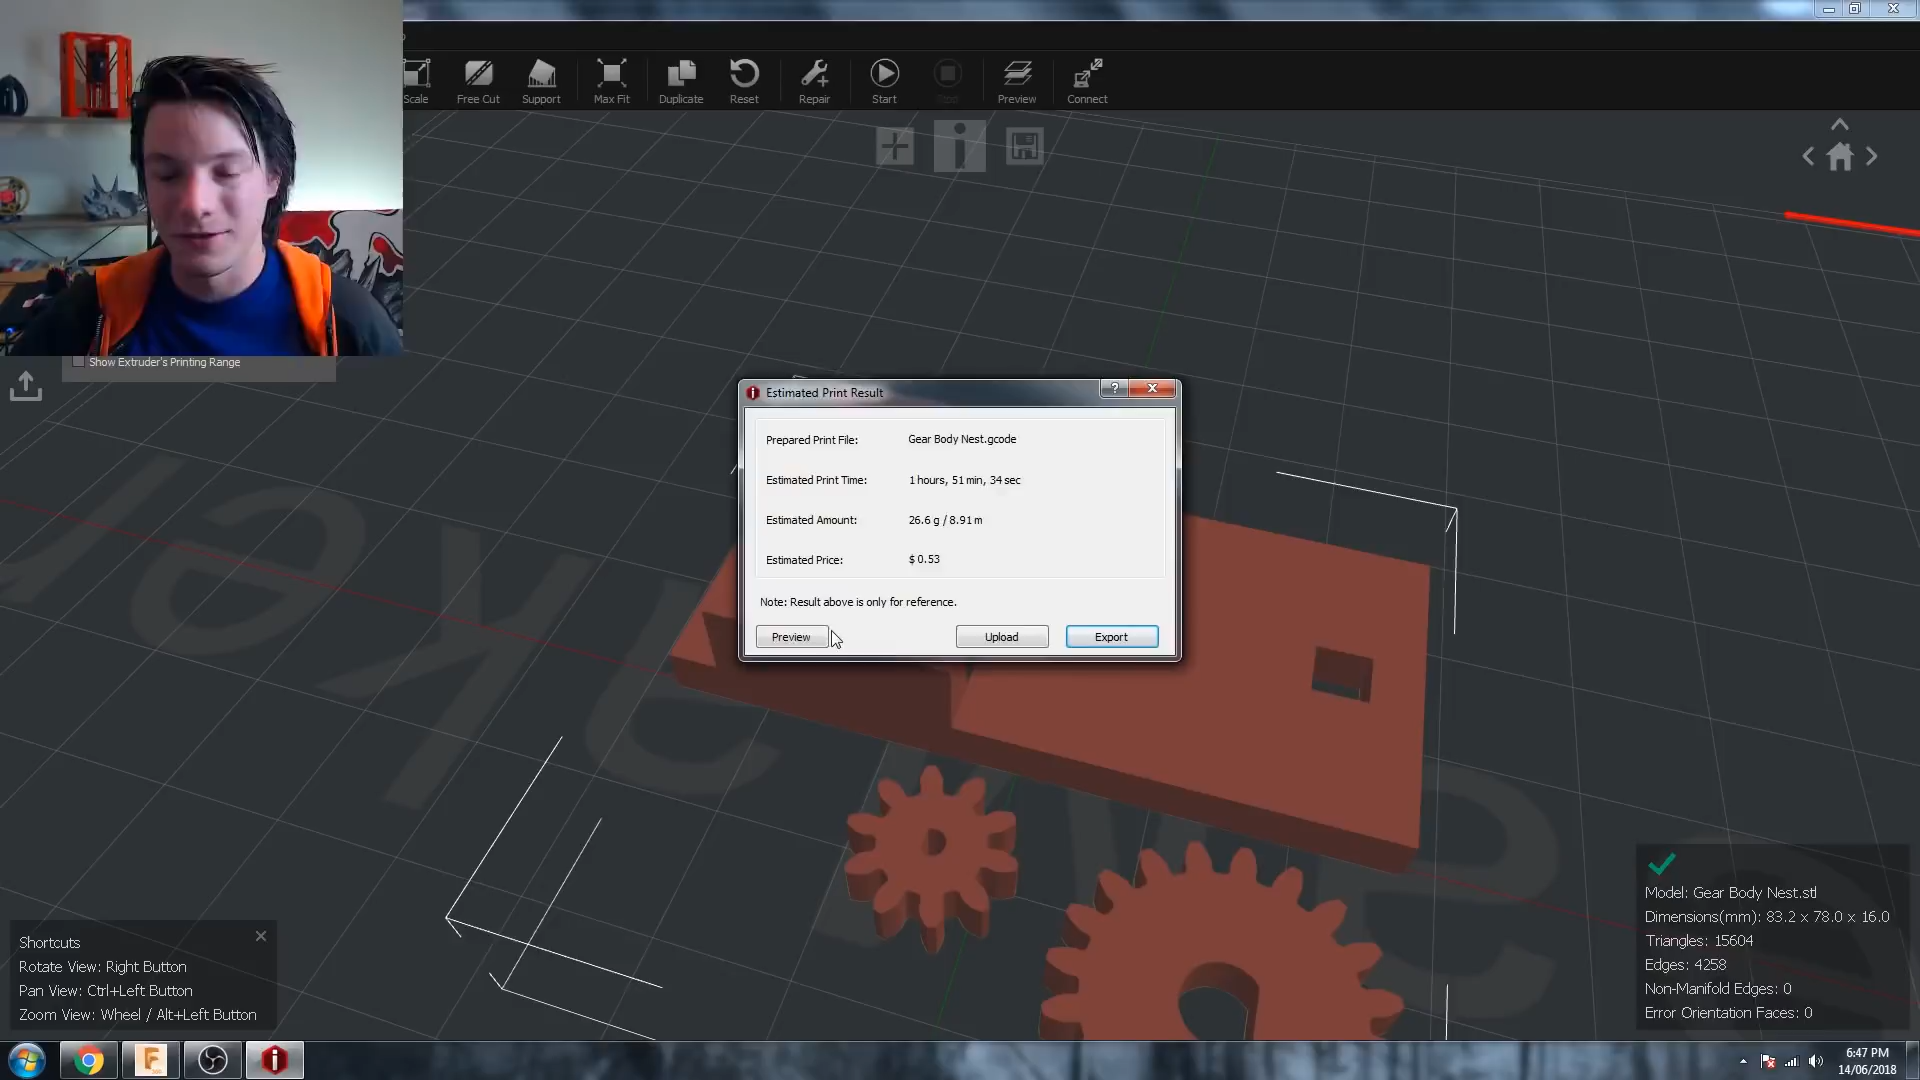 Scale
Free Cut
Support
Max Fit
Duplicate
Reset
Repair
Start
Preview
Connect
Show Extruder's Printing Range
Estimated Print Result
Prepared Print File: Gear Body Nest.gcode
Estimated Print Time: 1 hours, 51 min, 34 sec
Estimated Amount: 26.6 g / 8.91 m
Estimated Price: $ 0.53
Note: Result above is only for reference.
Preview
Upload
Export
Shortcuts
Rotate View: Right Button
Pan View: Ctrl+Left Button
Zoom View: Wheel / Alt+Left Button
Model: Gear Body Nest.stl
Dimensions(mm): 83.2 x 78.0 x 16.0
Triangles: 15604
Edges: 4258
Non-Manifold Edges: 0
Error Orientation Faces: 0
6:47 PM
14/06/2018